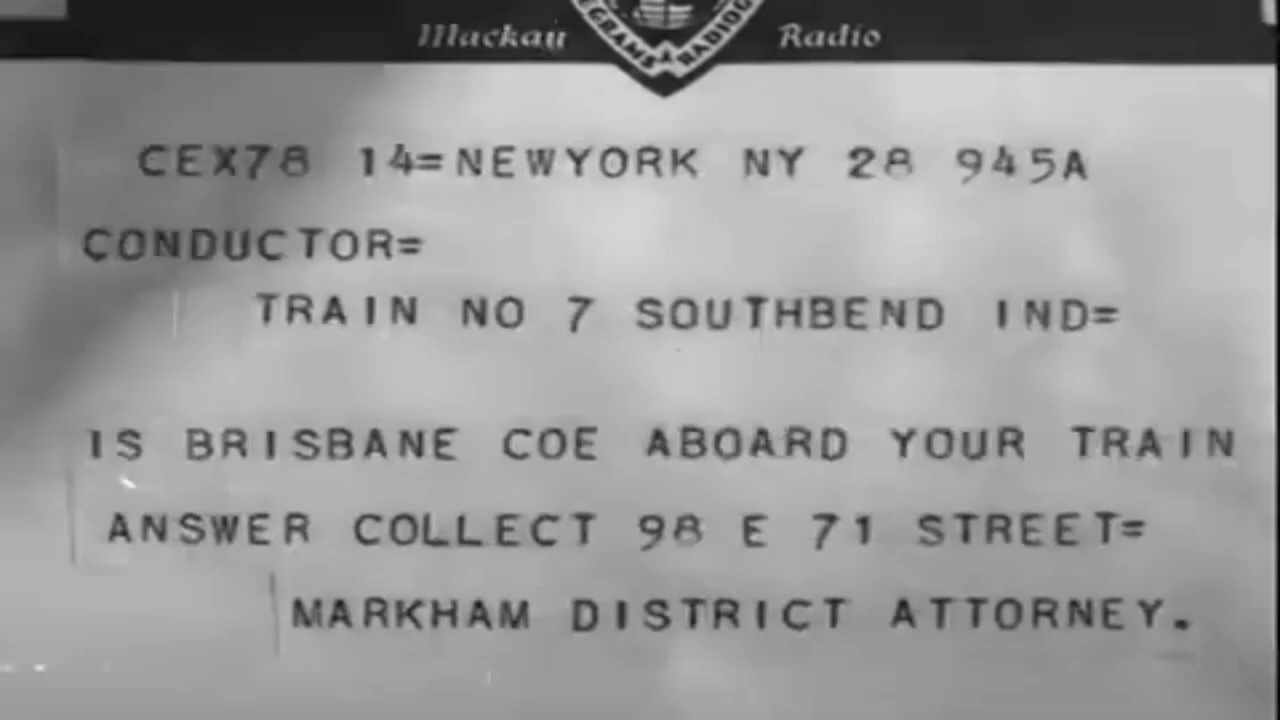 Mackay Radio
CEX78 14=NEWYORK NY 28 945A
CONDUCTOR=
TRAIN NO 7 SOUTHBEND IND=
IS BRISBANE COE ABOARD YOUR TRAIN
ANSWER COLLECT 98 E 71 STREET=
MARKHAM DISTRICT ATTORNEY.